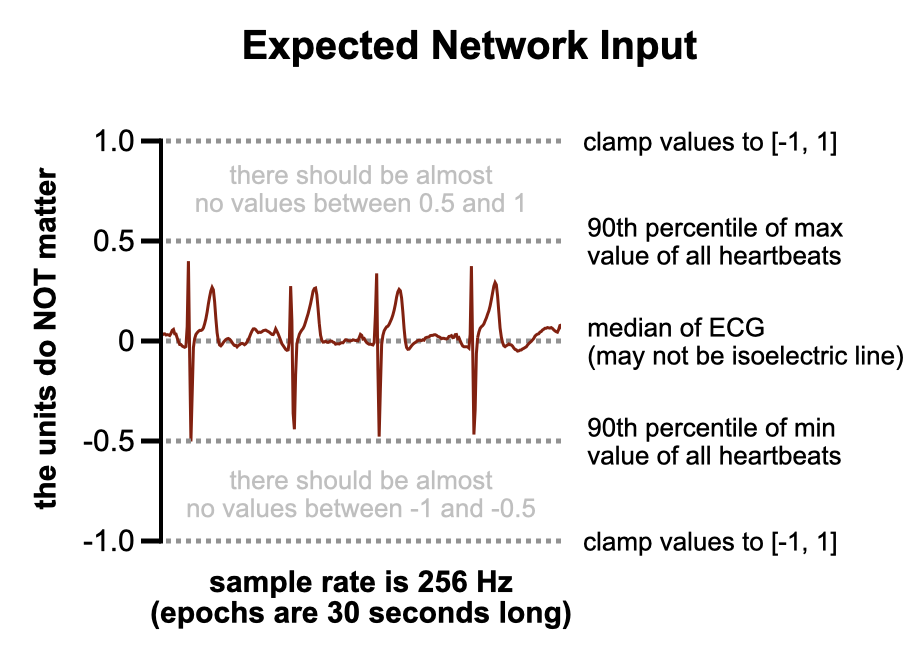 Expected Network Input
1.0
clamp values to [-1, 1]
there should be almost
no values between 0.5 and 1
0.5
90th percentile of max
value of all heartbeats
the units do NOT matter
0
median of ECG
(may not be isoelectric line)
-0.5
90th percentile of min
value of all heartbeats
there should be almost
no values between -1 and -0.5
-1.0
clamp values to [-1, 1]
sample rate is 256 Hz
(epochs are 30 seconds long)